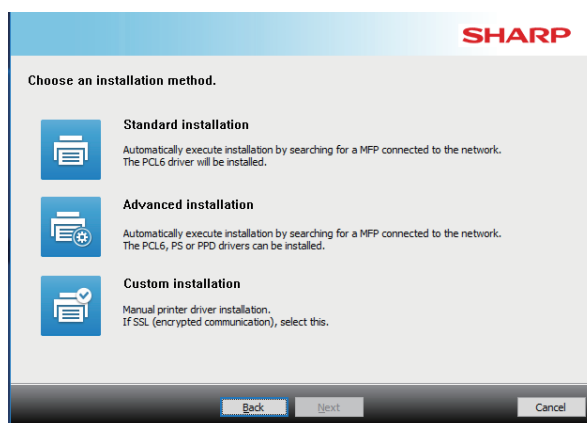 SHARP
Choose an installation method.
Standard installation
Automatically execute installation by searching for a MFP connected to the network.
The PCL6 driver will be installed.
Advanced installation
Automatically execute installation by searching for a MFP connected to the network.
The PCL6, PS or PPD drivers can be installed.
Custom installation
Manual printer driver installation.
If SSL (encrypted communication), select this.
Back Next Cancel